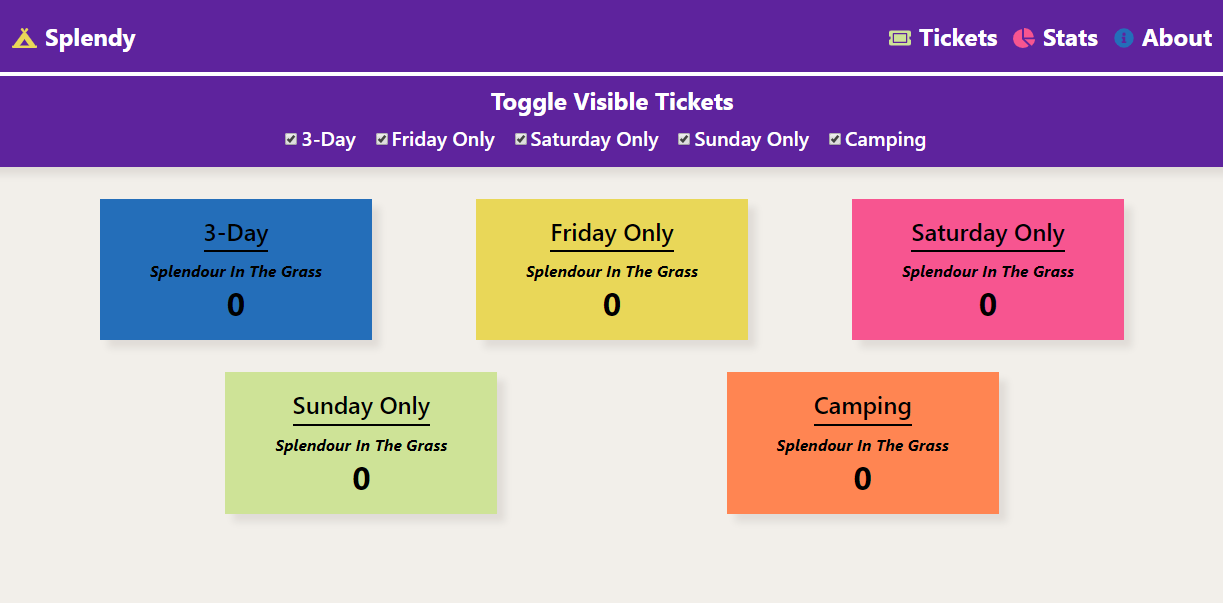 Splendy
Tickets Stats About
Toggle Visible Tickets
3-Day Friday Only Saturday Only Sunday Only Camping
3-Day
Splendour In The Grass
0
Friday Only
Splendour In The Grass
0
Saturday Only
Splendour In The Grass
0
Sunday Only
Splendour In The Grass
0
Camping
Splendour In The Grass
0